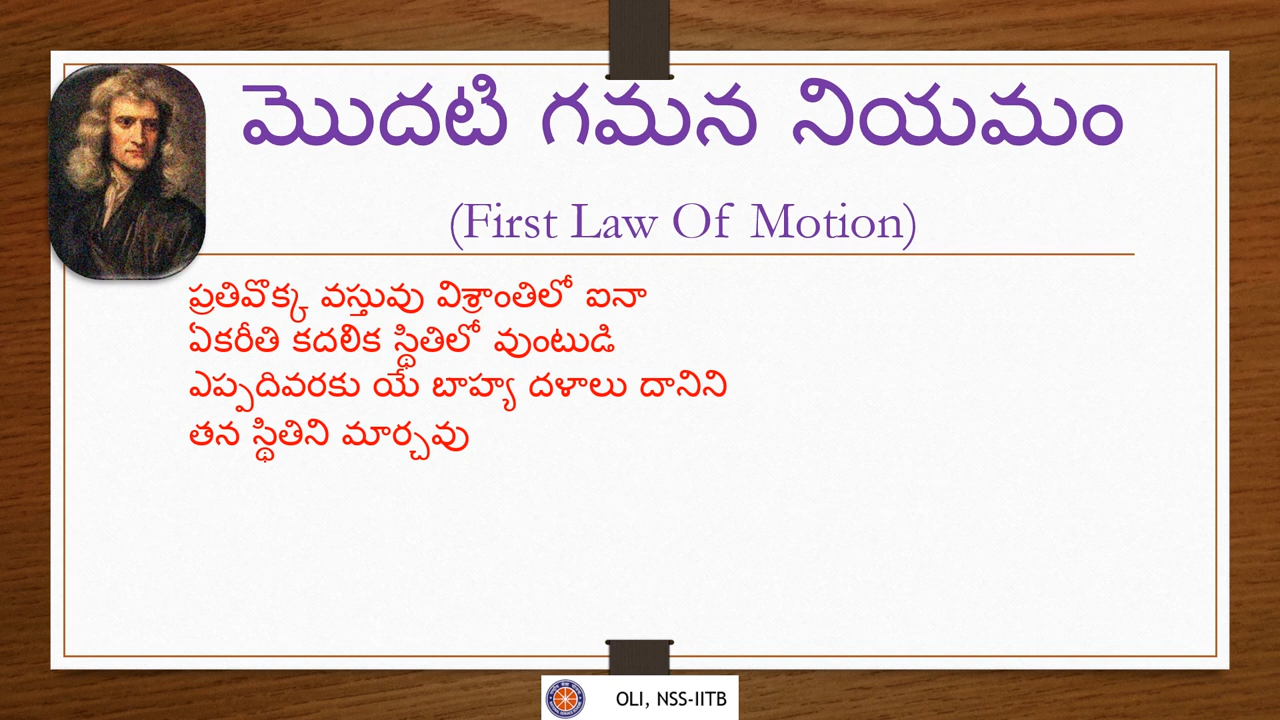 మొదటి గమన నియమం
(First Law Of Motion)
ప్రతివొక్క వస్తువు విశ్రాంతిలో ఐనా
ఏకరీతి కదలిక స్థితిలో వుంటుడి
ఎప్పదివరకు యే బాహ్య దళాలు దానిని
తన స్థితిని మార్చవు
OLI, NSS-IITB